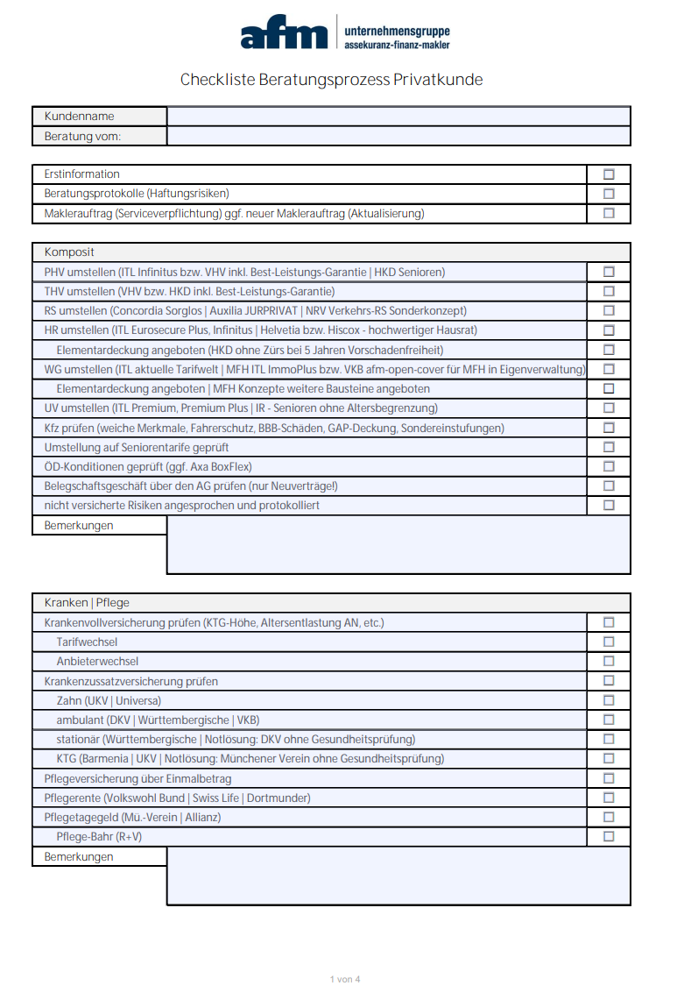 afm unternehmensgruppe
assekuranz-finanz-makler
Checkliste Beratungsprozess Privatkunde
Kundenname
Beratung vom:
Erstinformation
Beratungsprotokolle (Haftungsrisiken)
Maklerauftrag (Serviceverpflichtung) ggf. neuer Maklerauftrag (Aktualisierung)
Komposit
PHV umstellen (ITL Infinitus bzw. VHV inkl. Best-Leistungs-Garantie | HKD Senioren)
THV umstellen (VHV bzw. HKD inkl. Best-Leistungs-Garantie)
RS umstellen (Concordia Sorglos | Auxilia JURPRIVAT | NRV Verkehrs-RS Sonderkonzept)
HR umstellen (ITL Eurosecure Plus, Infinitus | Helvetia bzw. Hiscox - hochwertiger Hausrat)
Elementardeckung angeboten (HKD ohne Zürs bei 5 Jahren Vorschadenfreiheit)
WG umstellen (ITL aktuelle Tarifwelt | MFH ITL ImmoPlus bzw. VKB afm-open-cover für MFH in Eigenverwaltung)
Elementardeckung angeboten | MFH Konzepte weitere Bausteine angeboten
UV umstellen (ITL Premium, Premium Plus | IR - Senioren ohne Altersbegrenzung)
Kfz prüfen (weiche Merkmale, Fahrerschutz, BBB-Schäden, GAP-Deckung, Sondereinstufungen)
Umstellung auf Seniorentarife geprüft
ÖD-Konditionen geprüft (ggf. Axa BoxFlex)
Belegschaftsgeschäft über den AG prüfen (nur Neuverträge!)
nicht versicherte Risiken angesprochen und protokolliert
Bemerkungen
Kranken | Pflege
Krankenvollversicherung prüfen (KTG-Höhe, Altersentlastung AN, etc.)
Tarifwechsel
Anbieterwechsel
Krankenzussatzversicherung prüfen
Zahn (UKV | Universa)
ambulant (DKV | Württembergische | VKB)
stationär (Württembergische | Notlösung: DKV ohne Gesundheitsprüfung)
KTG (Barmenia | UKV | Notlösung: Münchener Verein ohne Gesundheitsprüfung)
Pflegeversicherung über Einmalbetrag
Pflegerente (Volkswohl Bund | Swiss Life | Dortmunder)
Pflegetagegeld (Mü.-Verein | Allianz)
Pflege-Bahr (R+V)
Bemerkungen
1 von 4